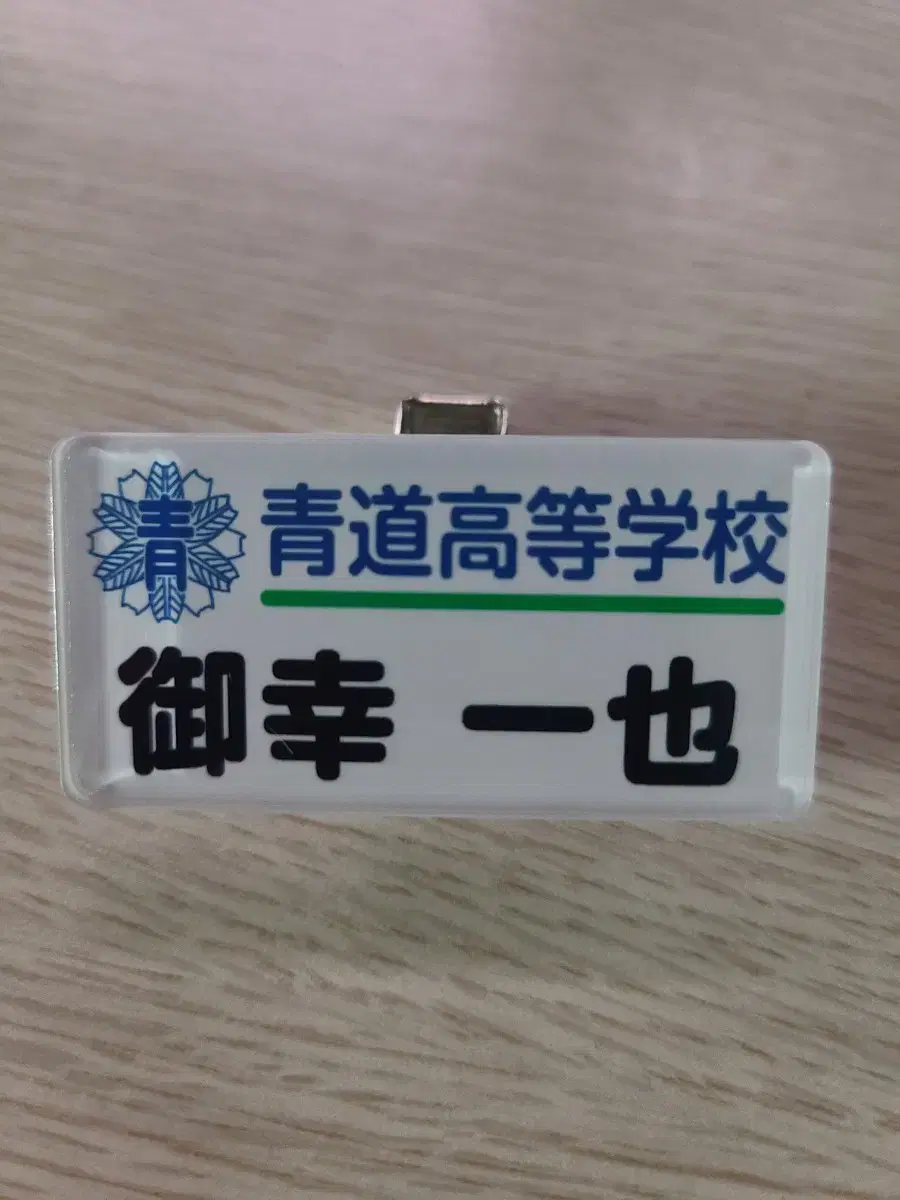 青 青道高等学校
御幸 一也